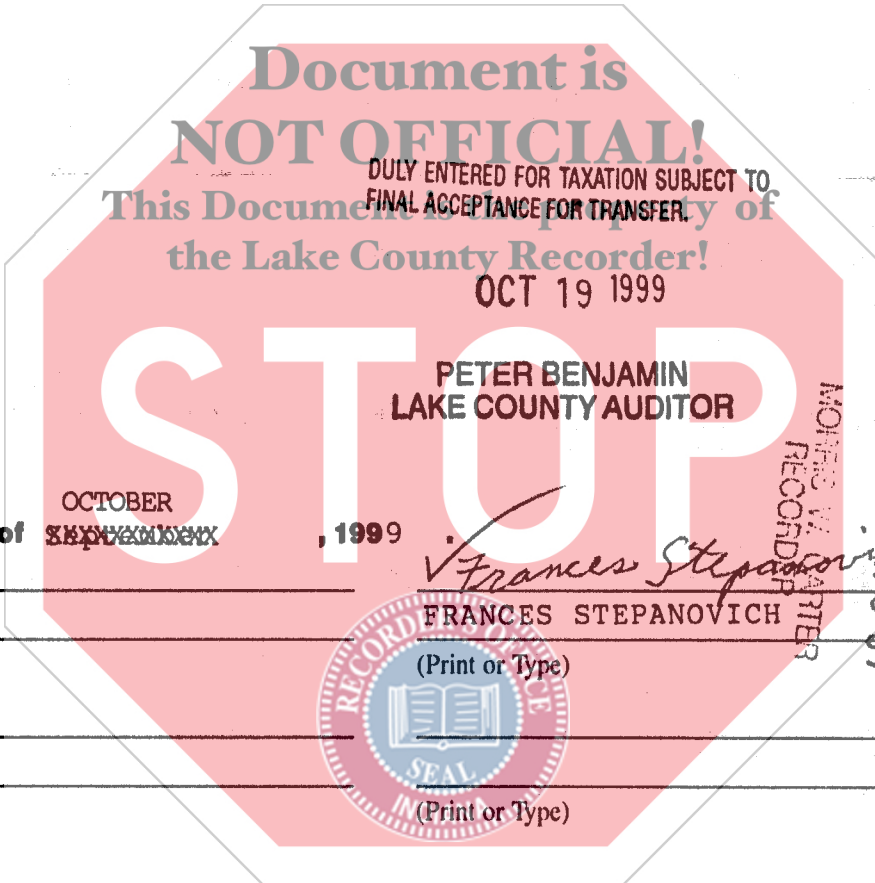 Document is
NOT OFFICIAL!
DULY ENTERED FOR TAXATION SUBJECT TO
FINAL ACCEPTANCE FOR TRANSFER.
This Document is the property of
the Lake County Recorder!
OCT 19 1999
STOP
PETER BENJAMIN
LAKE COUNTY AUDITOR
MORRIS W. CARTER
RECORDER
OCTOBER
of , 1999 .
Frances Stepanovi
FRANCES STEPANOVICH
(Print or Type)
RECORDER'S OFFICE
SEAL
INDIANA
(Print or Type)